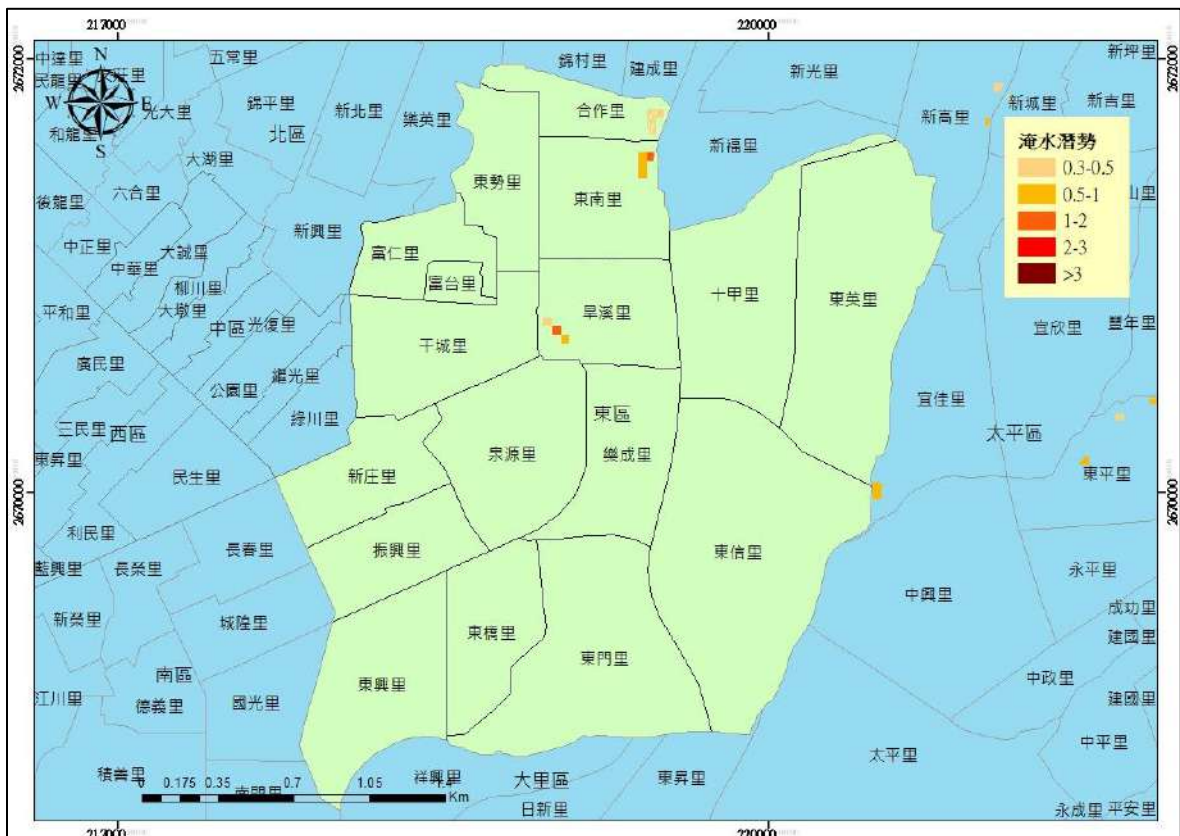 217000
220000
2672000
2672000
N
W
E
S
中達里
五常里
錦村里
建成里
新光里
新坪里
民龍里
光大里
錦平里
新北里
樂英里
合作里
新高里
新城里
新吉里
和龍里
北區
大湖里
新福里
淹水潛勢
0.3-0.5
0.5-1
1-2
2-3
>3
六合里
東勢里
東南里
後龍里
中正里
大誠里
新興里
富仁里
中華里
柳川里
富台里
十甲里
東英里
平和里
大墩里
中區
光復里
旱溪里
宜欣里
豐年里
干城里
廣民里
繼光里
公園里
宜佳里
三民里
西區
綠川里
東區
太平區
東昇里
泉源里
樂成里
民生里
新庄里
東平里
2670000
2670000
利民里
長春里
振興里
東信里
藍興里
長榮里
永平里
新榮里
城隍里
東橋里
中興里
成功里
建國里
東門里
南區
東興里
中政里
江川里
德義里
國光里
建國里
中平里
太平里
積善里
祥興里
大里區
東昇里
0
0.175
0.35
0.7
1.05
1.4
Km
南門里
日新里
永成里
平安里
217000
220000